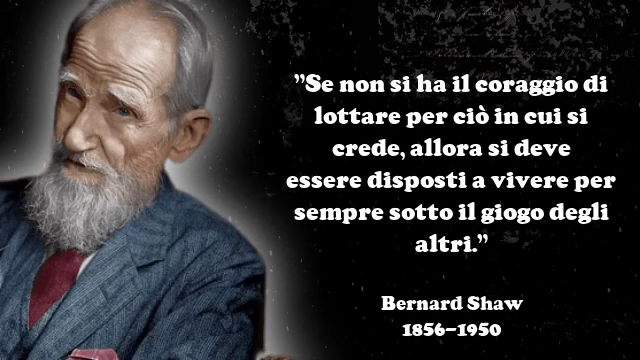 ”Se non si ha il coraggio di
lottare per ciò in cui si
crede, allora si deve
essere disposti a vivere per
sempre sotto il giogo degli
altri.”
Bernard Shaw
1856–1950